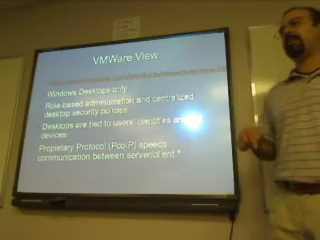 VMWare View
Windows Desktops only
Role-based administration and centralized
desktop security policies
Desktops are tied to users' identities and
devices
Propietary Protocol (PcoIP) speeds
communication between server/client *